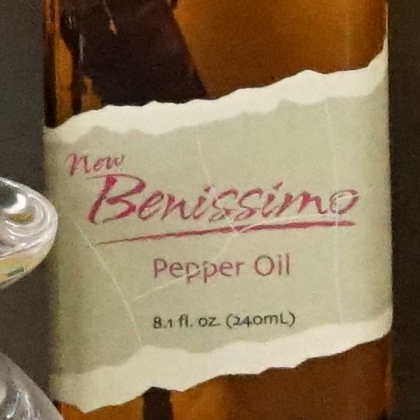 New
Benissimo
Pepper Oil
8.1 fl. oz. (240mL)